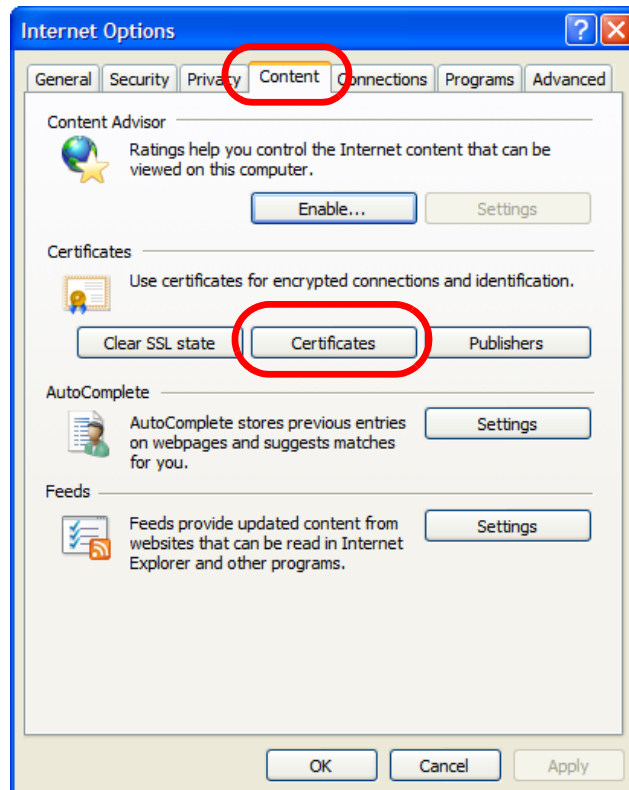 Internet Options
General Security Privacy Content Connections Programs Advanced
Content Advisor
Ratings help you control the Internet content that can be
viewed on this computer.
Enable... Settings
Certificates
Use certificates for encrypted connections and identification.
Clear SSL state Certificates Publishers
AutoComplete
AutoComplete stores previous entries
on webpages and suggests matches
for you.
Settings
Feeds
Feeds provide updated content from
websites that can be read in Internet
Explorer and other programs.
Settings
OK Cancel Apply